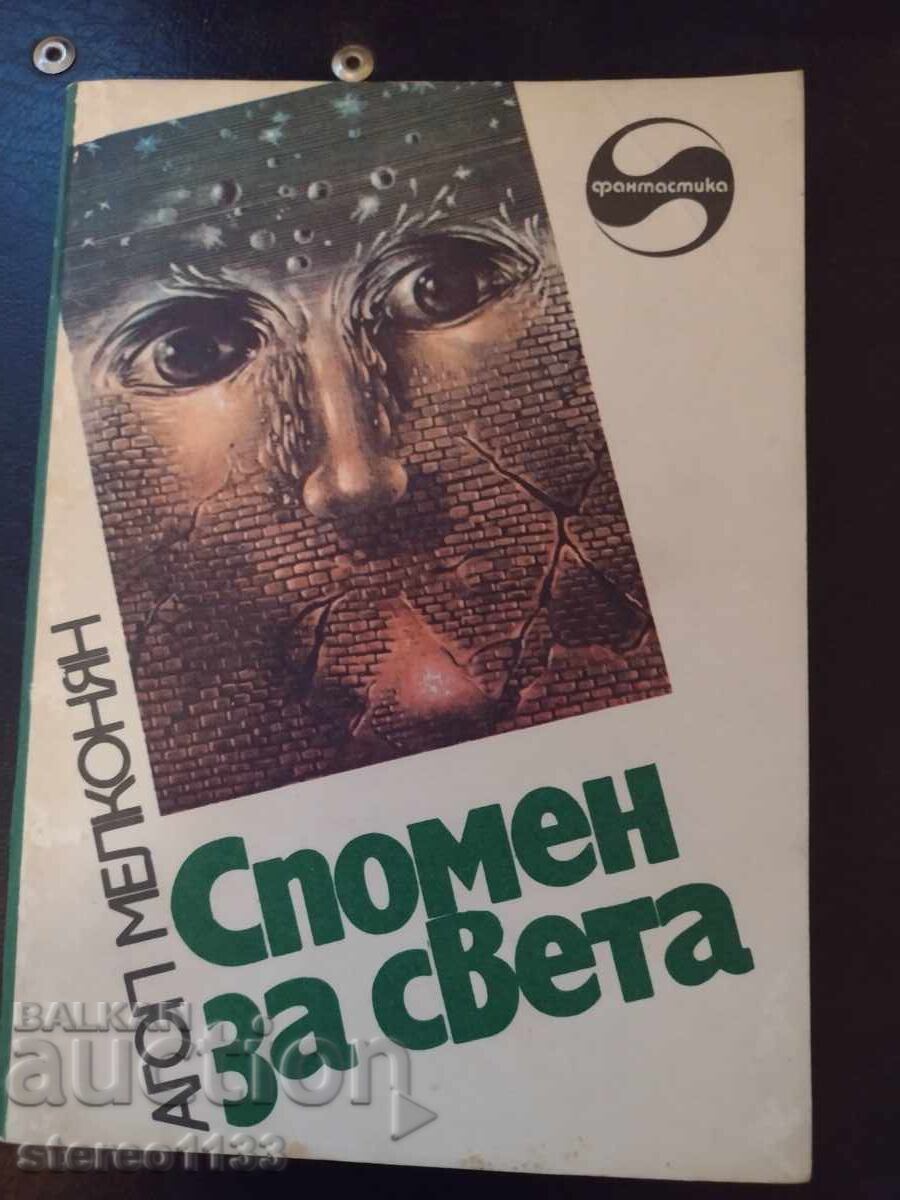 фантастика
АГОП МЕЛКОНЯН
Спомен
за света
BALKAN
auction
stereo1133